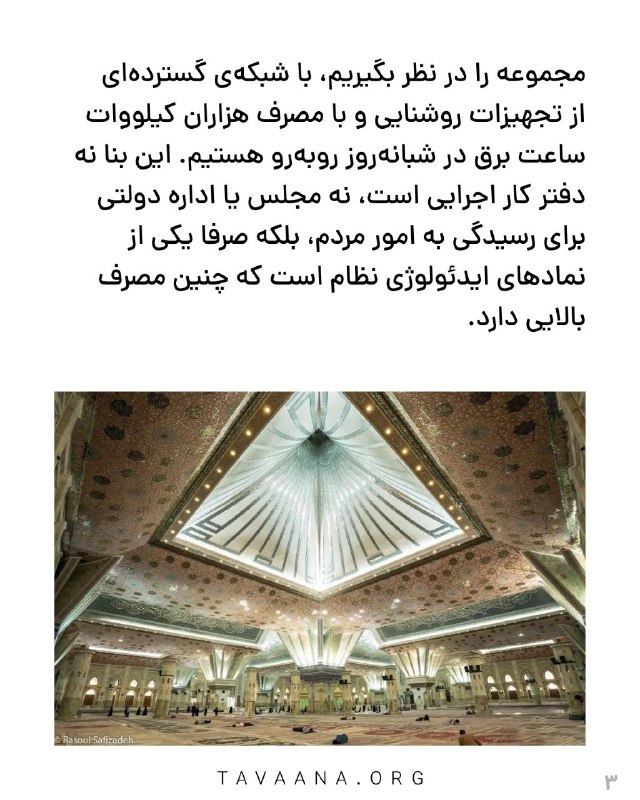 مجموعه را در نظر بگیریم، با شبکه‌ی گسترده‌ای
از تجهیزات روشنایی و با مصرف هزاران کیلووات
ساعت برق در شبانه‌روز روبه‌رو هستیم. این بنا نه
دفتر کار اجرایی است، نه مجلس یا اداره دولتی
برای رسیدگی به امور مردم، بلکه صرفا یکی از
نمادهای ایدئولوژی نظام است که چنین مصرف
بالایی دارد.
© Rasoul Safizadeh
TAVAANA.ORG
۳